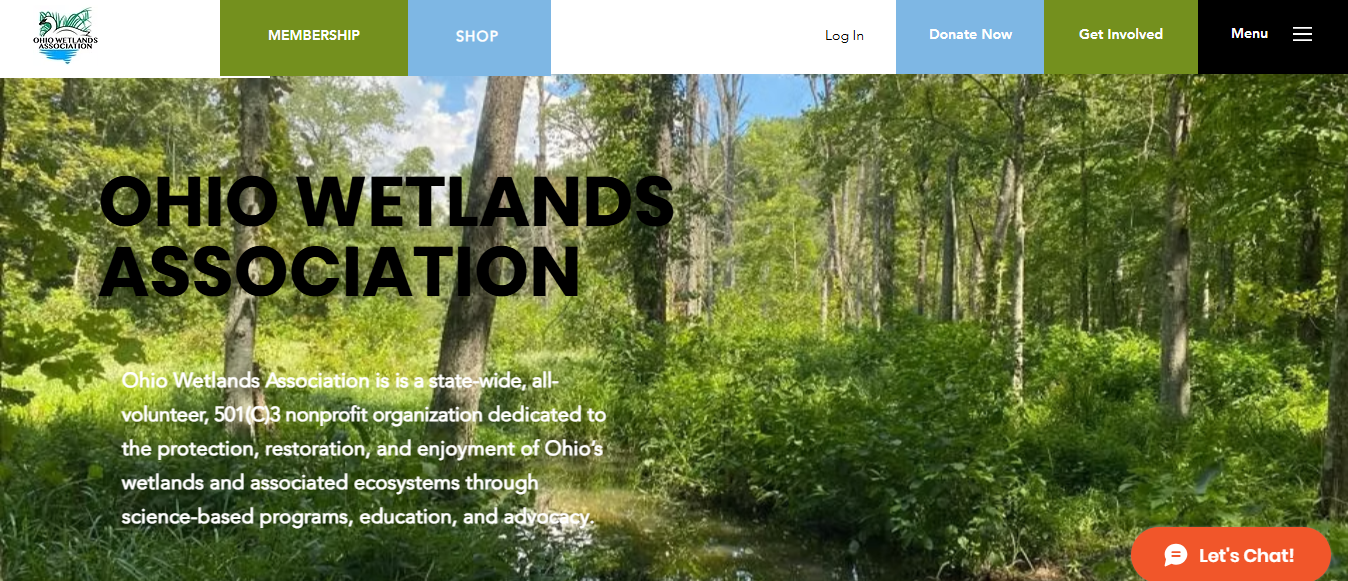 OHIO WETLANDS
ASSOCIATION
MEMBERSHIP
SHOP
Log In
Donate Now
Get Involved
Menu
OHIO WETLANDS
ASSOCIATION
Ohio Wetlands Association is is a state-wide, all-
volunteer, 501(C)3 nonprofit organization dedicated to
the protection, restoration, and enjoyment of Ohio’s
wetlands and associated ecosystems through
science-based programs, education, and advocacy.
Let's Chat!